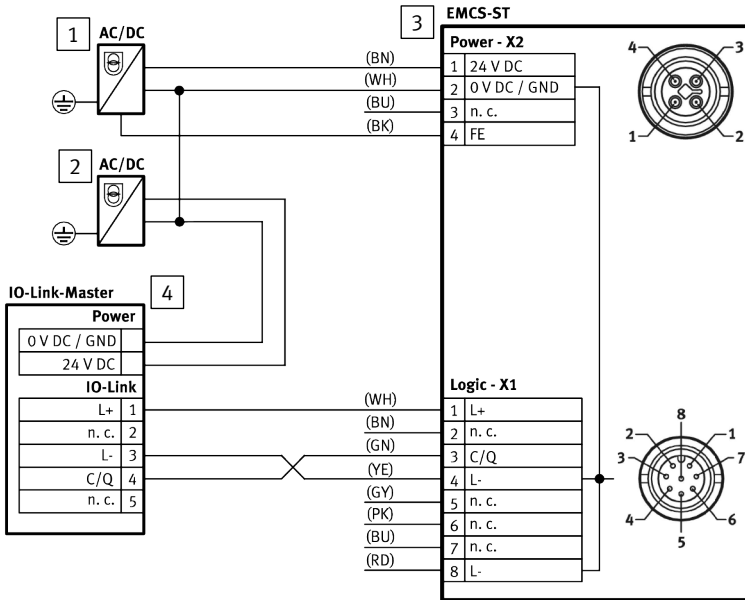 1 AC/DC
2 AC/DC
3 EMCS-ST
Power - X2
(BN) 1 24 V DC
(WH) 2 0 V DC / GND
(BU) 3 n. c.
(BK) 4 FE
4 3
1 2
IO-Link-Master 4
Power
0 V DC / GND
24 V DC
IO-Link
L+ 1
n. c. 2
L- 3
C/Q 4
n. c. 5
Logic - X1
(WH) 1 L+
(BN) 2 n. c.
(GN) 3 C/Q
(YE) 4 L-
(GY) 5 n. c.
(PK) 6 n. c.
(BU) 7 n. c.
(RD) 8 L-
8
2 1
3 7
4 6
5